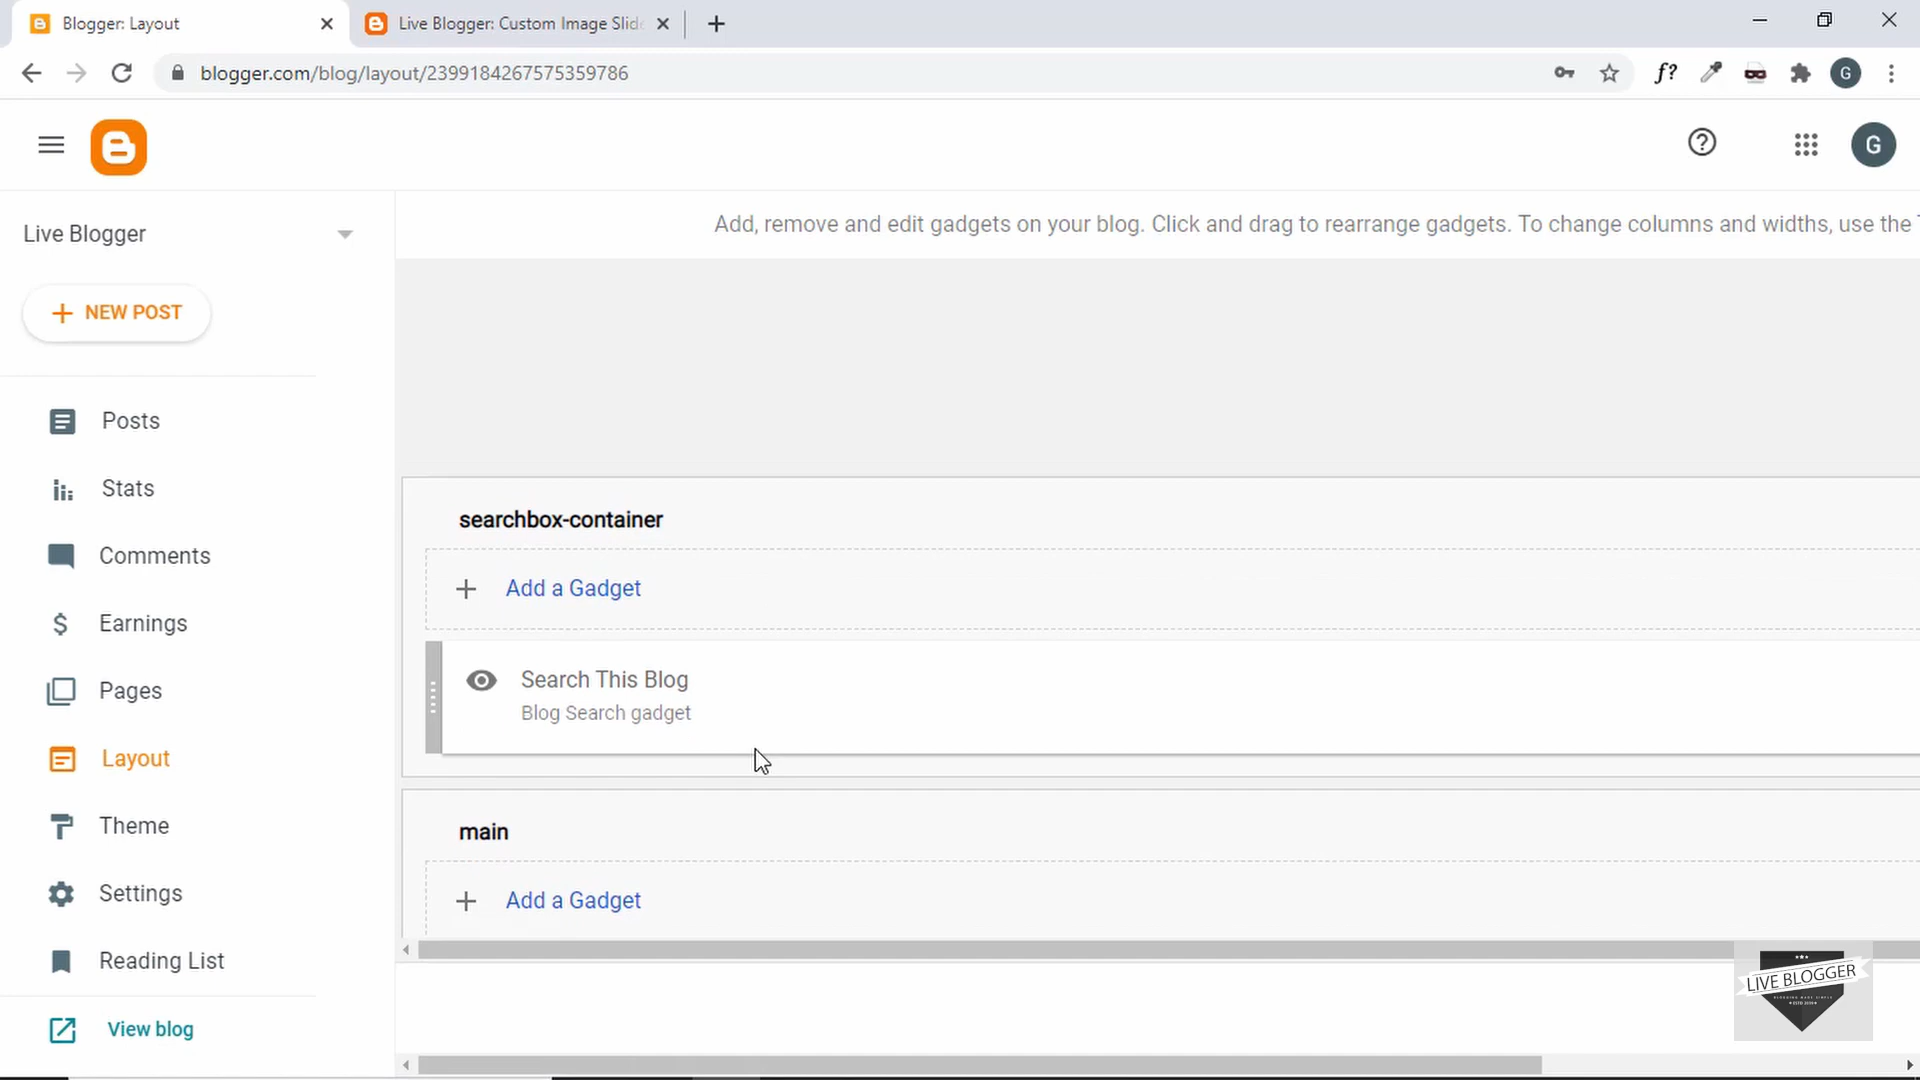 Blogger: Layout
Live Blogger: Custom Image Slide
blogger.com/blog/layout/2399184267575359786
f?
G
G
Live Blogger
Add, remove and edit gadgets on your blog. Click and drag to rearrange gadgets. To change columns and widths, use the T
NEW POST
Posts
Stats
Comments
Earnings
Pages
Layout
Theme
Settings
Reading List
View blog
searchbox-container
Add a Gadget
Search This Blog
Blog Search gadget
main
Add a Gadget
LIVE BLOGGER